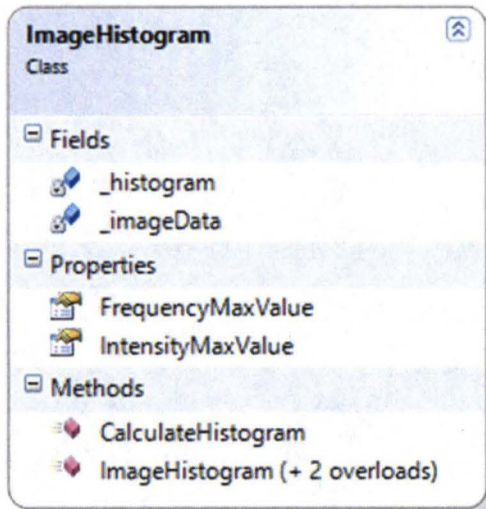 ImageHistogram
Class
Fields
_histogram
_imageData
Properties
FrequencyMaxValue
IntensityMaxValue
Methods
CalculateHistogram
ImageHistogram (+ 2 overloads)